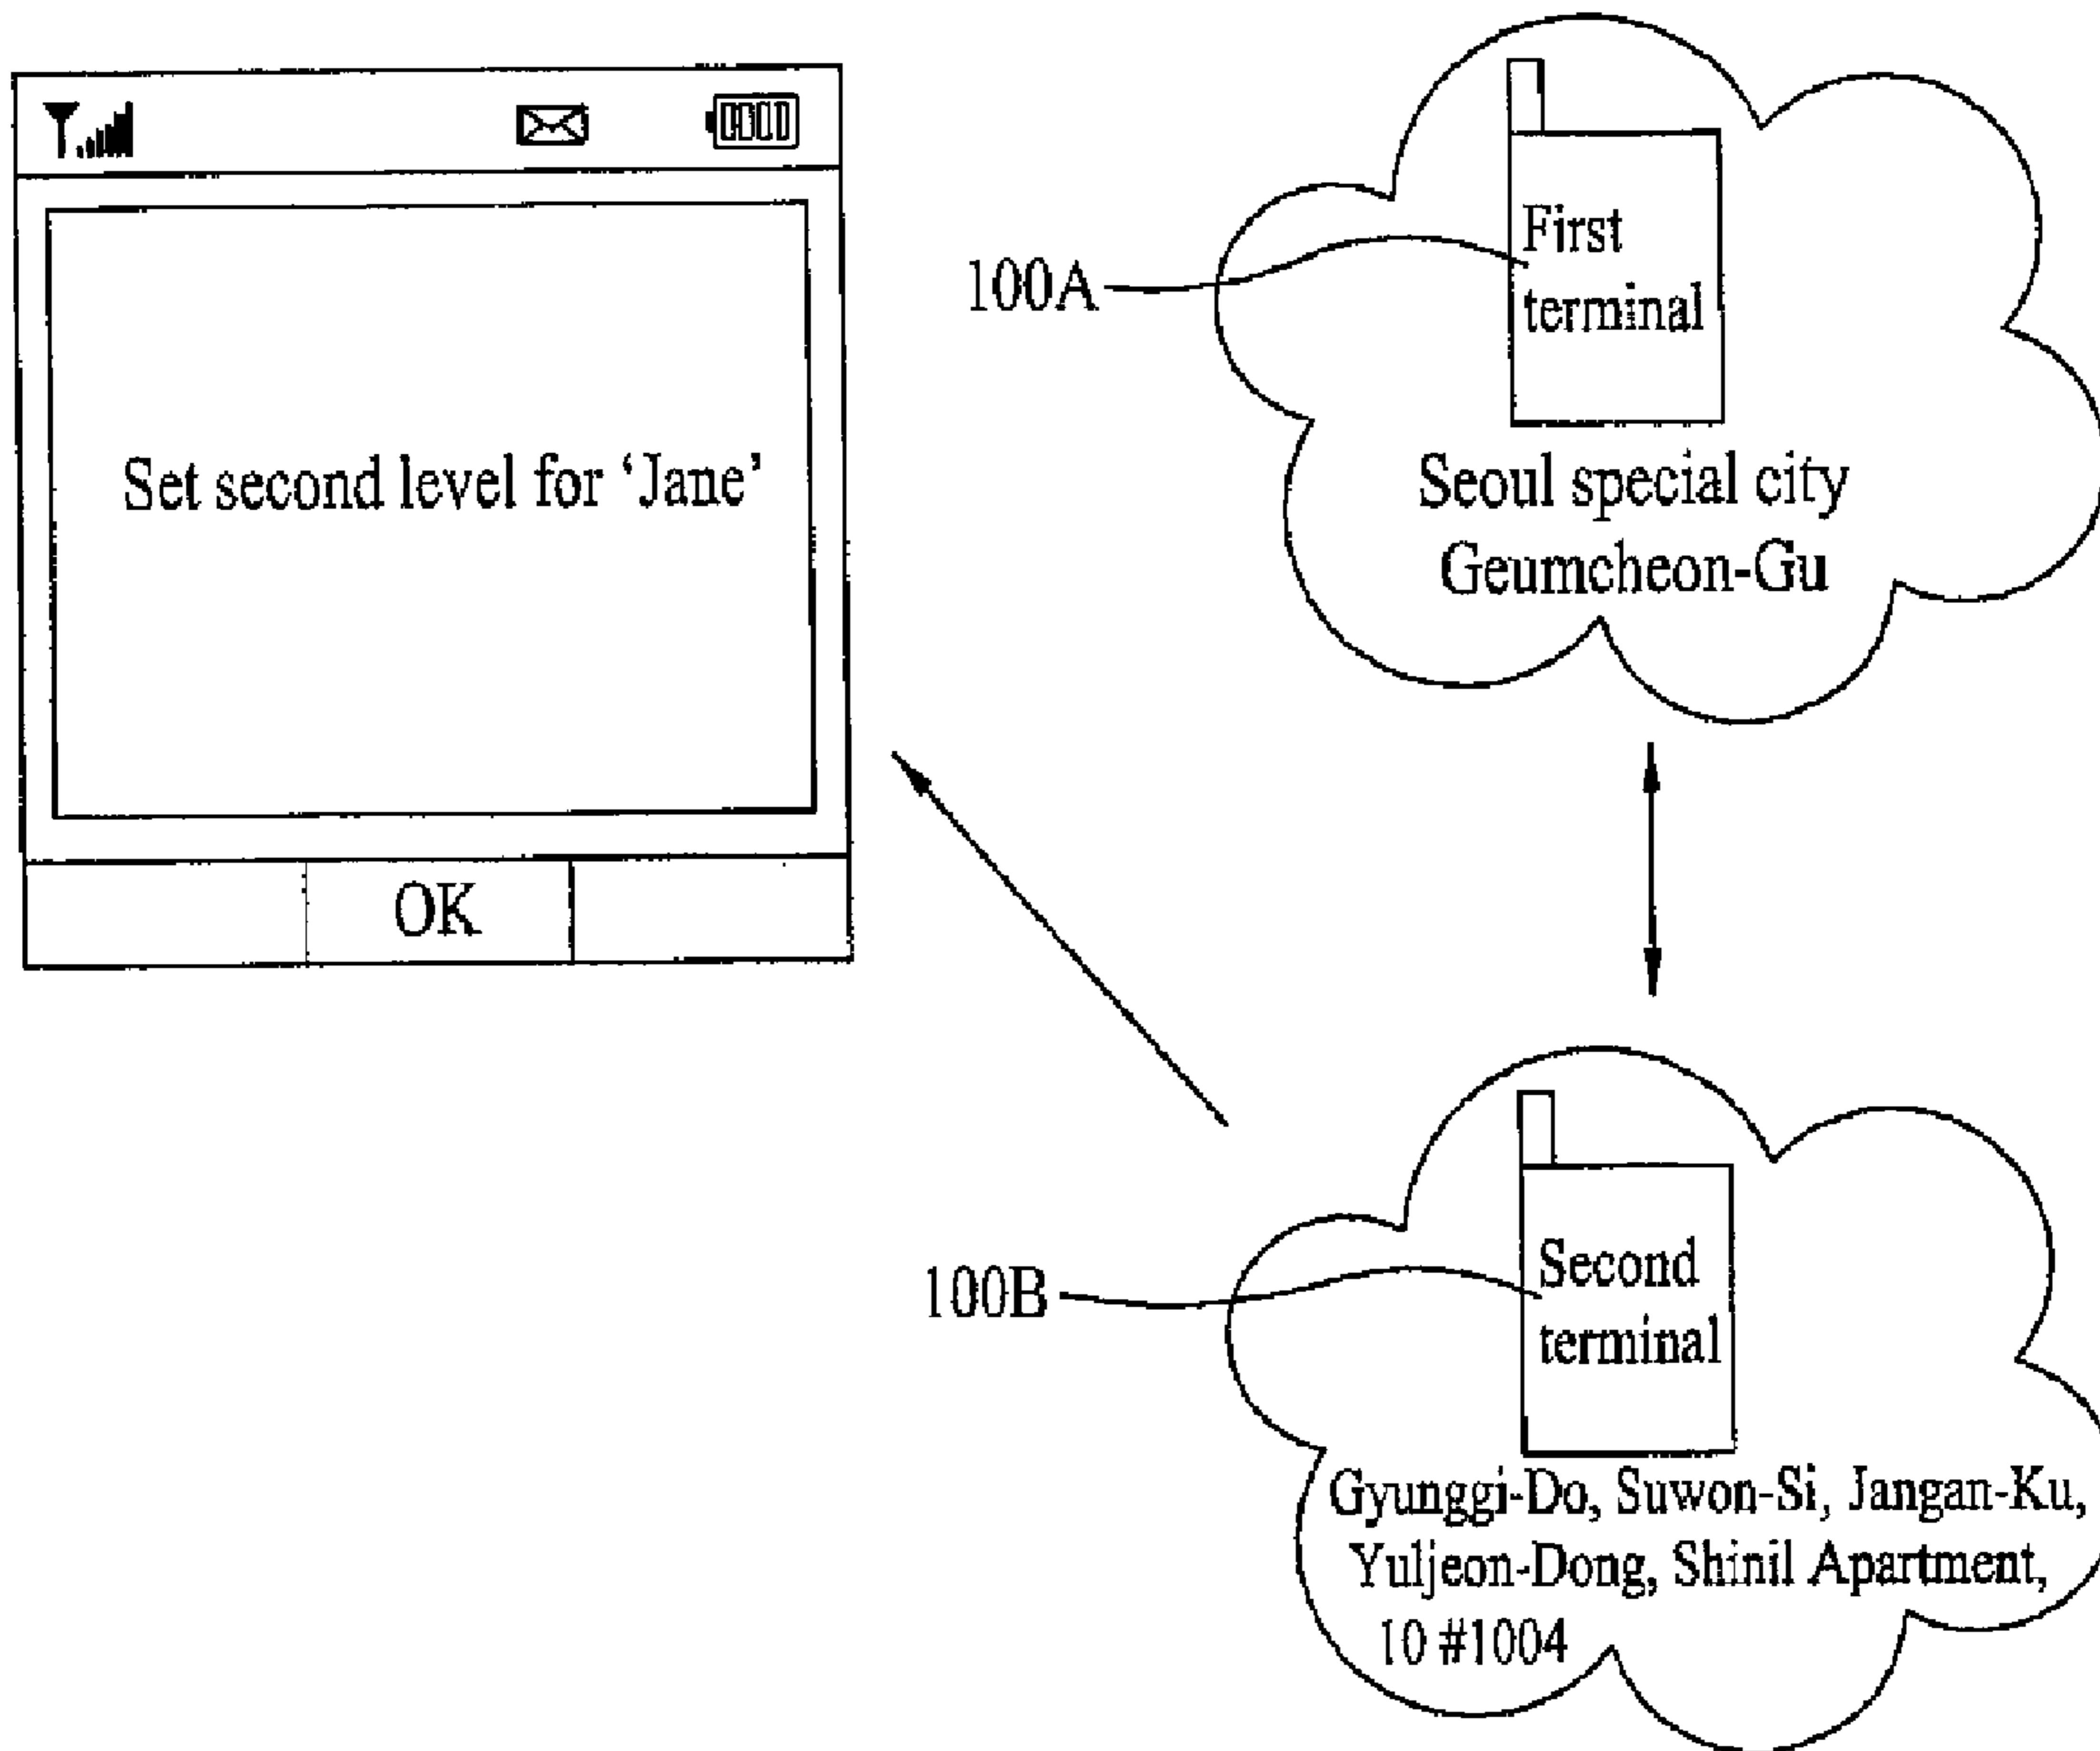 Set second level for ‘Jane’
OK
100A
First
terminal
Seoul special city
Geumcheon-Gu
100B
Second
terminal
Gyunggi-Do, Suwon-Si, Jangan-Ku,
Yuljeon-Dong, Shinil Apartment,
10 #1004